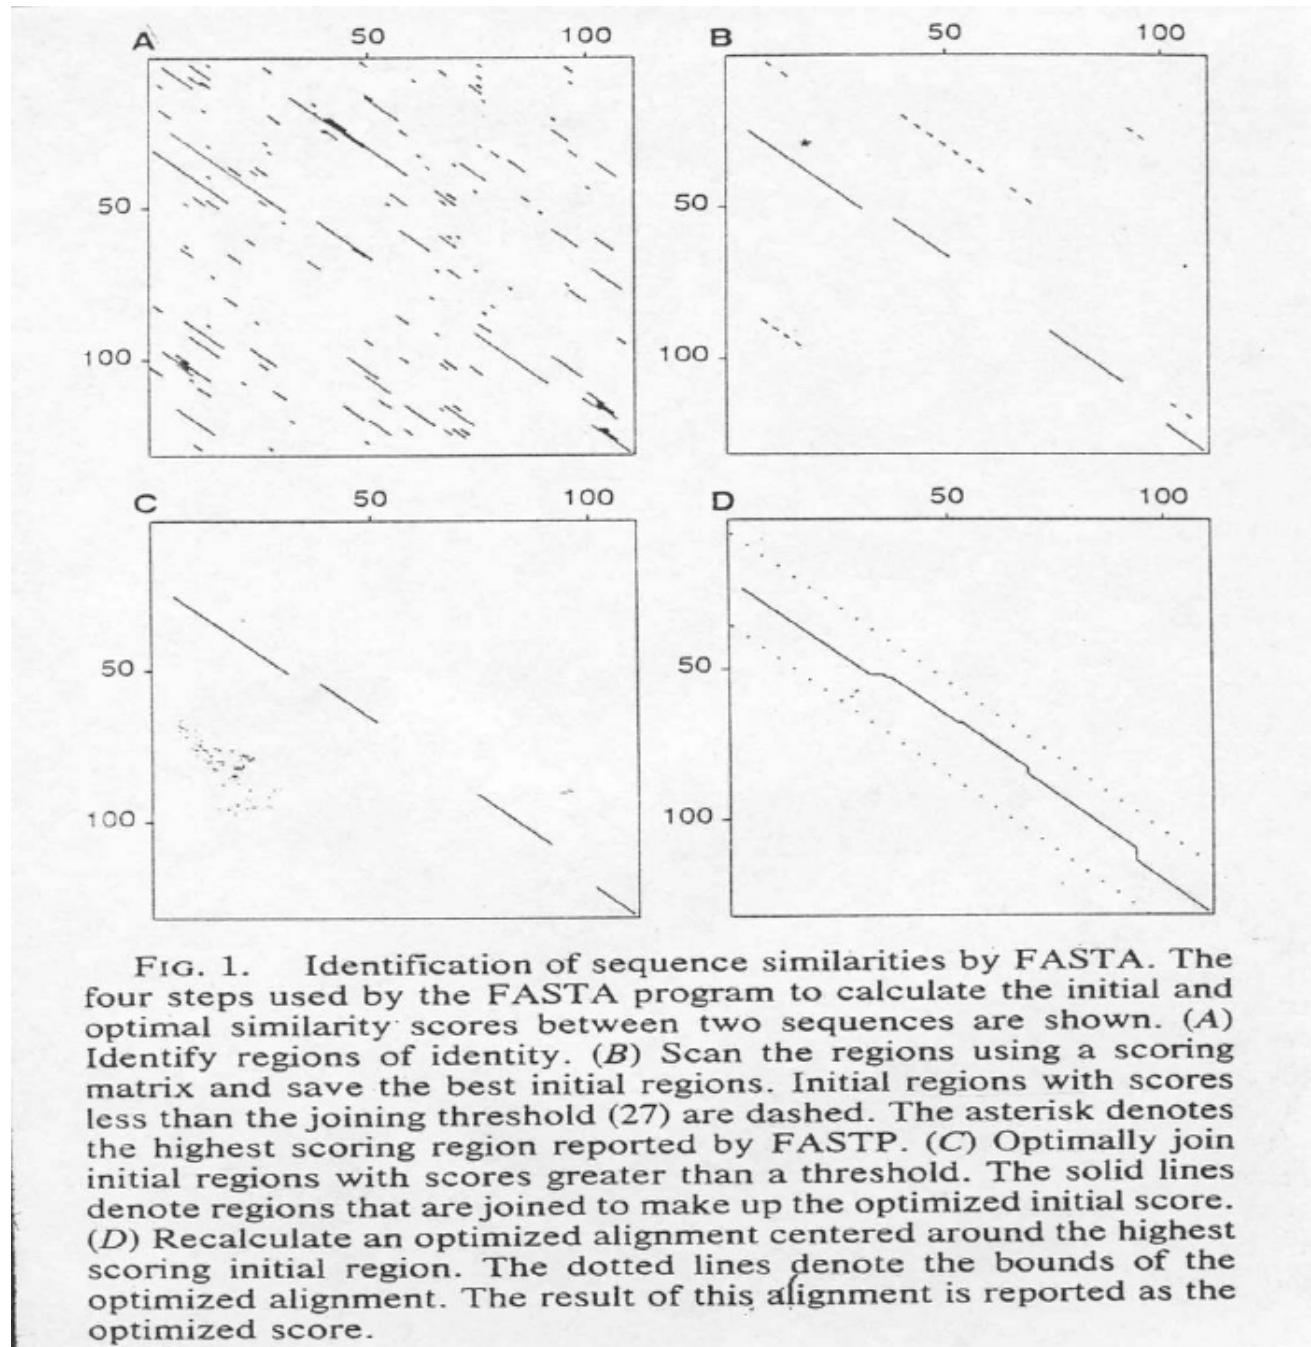 A 50 100
50
100
B 50 100
50
100
C 50 100
50
100
D 50 100
50
100
FIG. 1. Identification of sequence similarities by FASTA. The
four steps used by the FASTA program to calculate the initial and
optimal similarity scores between two sequences are shown. (A)
Identify regions of identity. (B) Scan the regions using a scoring
matrix and save the best initial regions. Initial regions with scores
less than the joining threshold (27) are dashed. The asterisk denotes
the highest scoring region reported by FASTP. (C) Optimally join
initial regions with scores greater than a threshold. The solid lines
denote regions that are joined to make up the optimized initial score.
(D) Recalculate an optimized alignment centered around the highest
scoring initial region. The dotted lines denote the bounds of the
optimized alignment. The result of this alignment is reported as the
optimized score.